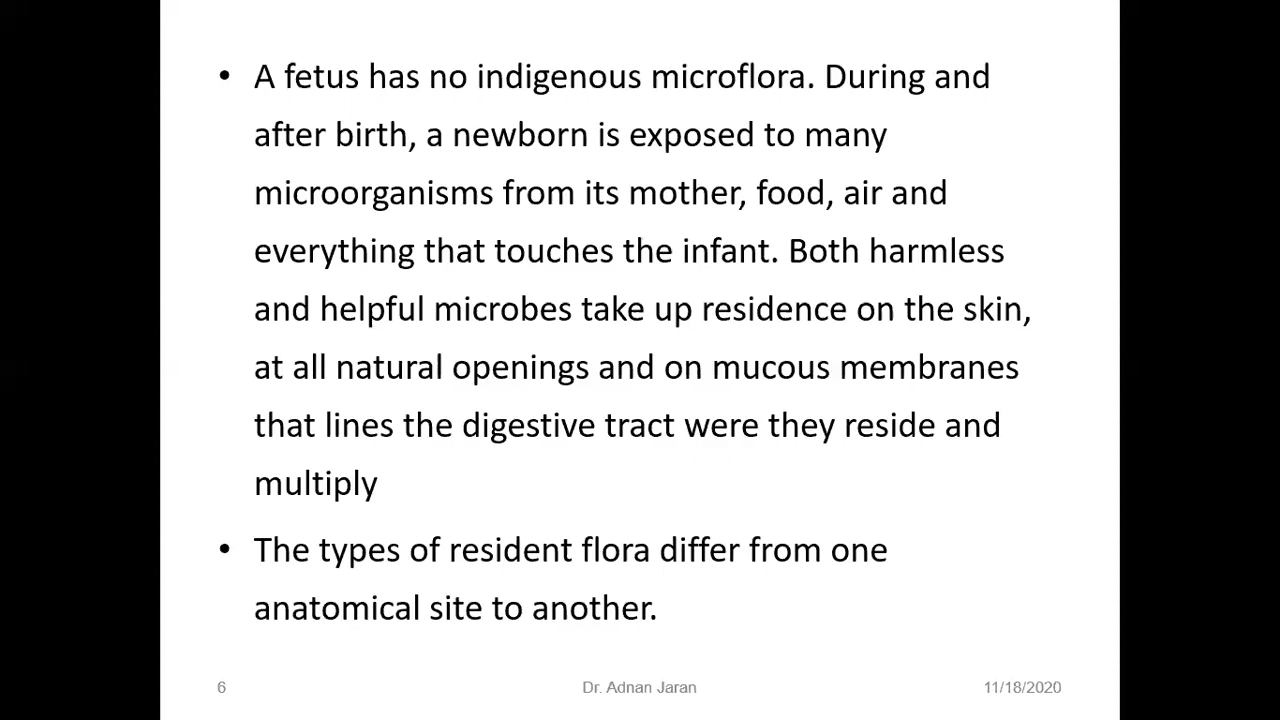 • A fetus has no indigenous microflora. During and
after birth, a newborn is exposed to many
microorganisms from its mother, food, air and
everything that touches the infant. Both harmless
and helpful microbes take up residence on the skin,
at all natural openings and on mucous membranes
that lines the digestive tract were they reside and
multiply
• The types of resident flora differ from one
anatomical site to another.
6 Dr. Adnan Jaran 11/18/2020